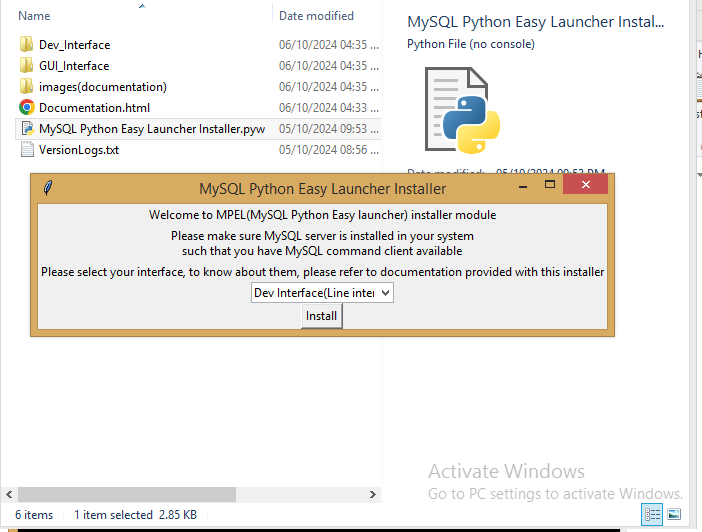 Name
Date modified
Dev_Interface
06/10/2024 04:35 ...
GUI_Interface
06/10/2024 04:35 ...
images(documentation)
06/10/2024 04:35 ...
Documentation.html
06/10/2024 04:33 ...
MySQL Python Easy Launcher Installer.pyw
05/10/2024 09:53 ...
VersionLogs.txt
05/10/2024 08:56 ...
MySQL Python Easy Launcher Instal...
Python File (no console)
Date modified: 05/10/2024 09:53 PM
MySQL Python Easy Launcher Installer
Welcome to MPEL(MySQL Python Easy launcher) installer module
Please make sure MySQL server is installed in your system
such that you have MySQL command client available
Please select your interface, to know about them, please refer to documentation provided with this installer
Dev Interface(Line inter
Install
Activate Windows
Go to PC settings to activate Windows.
6 items
1 item selected 2.85 KB